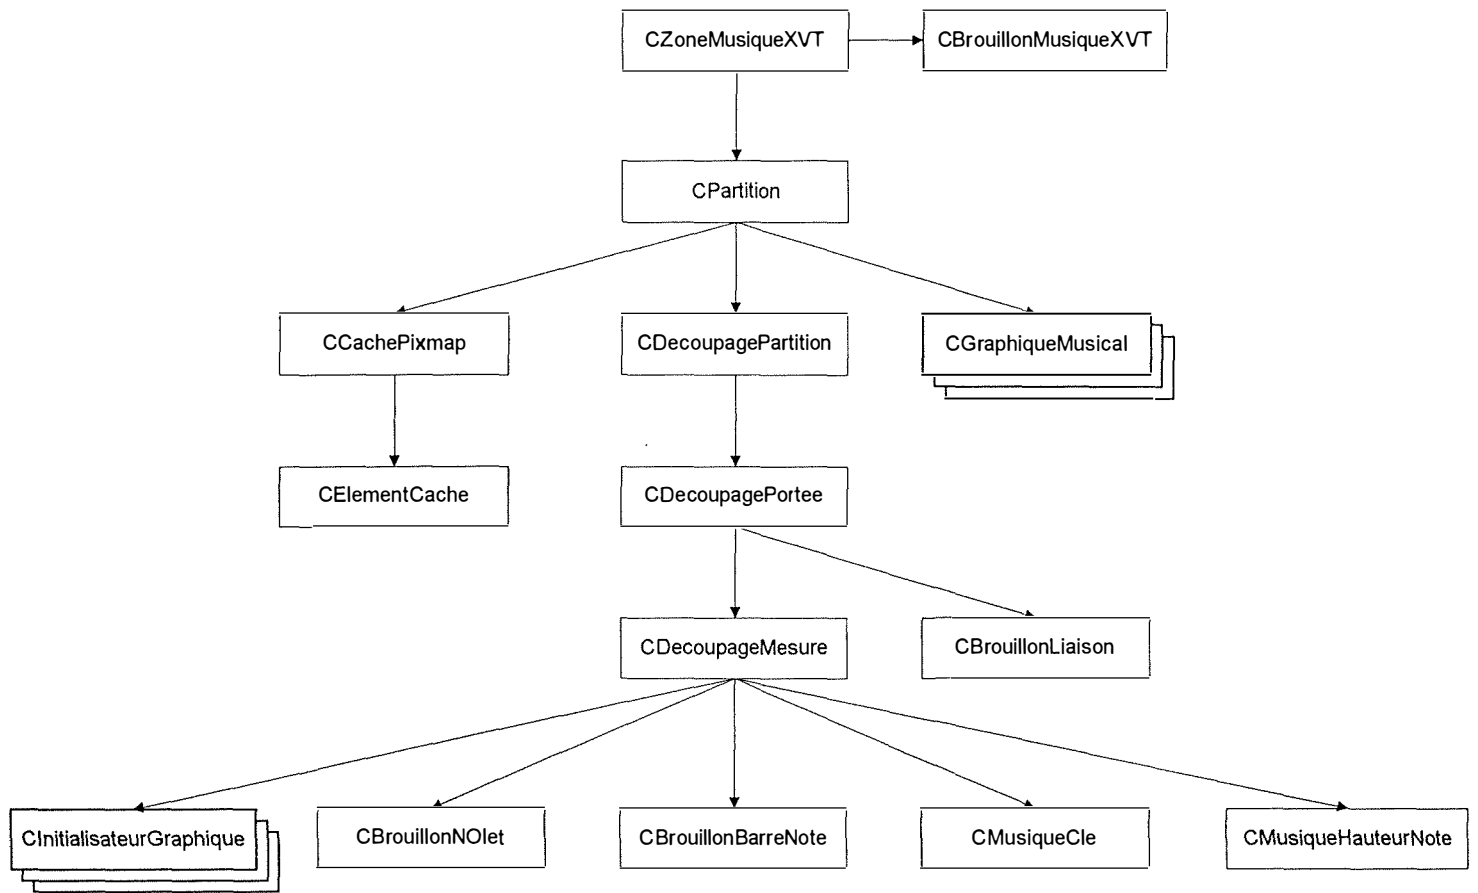 CZoneMusiqueXVT
CBrouillonMusiqueXVT
CPartition
CCachePixmap
CDecoupagePartition
CGraphiqueMusical
CElementCache
CDecoupagePortee
CDecoupageMesure
CBrouillonLiaison
CInitialisateurGraphique
CBrouillonNOlet
CBrouillonBarreNote
CMusiqueCle
CMusiqueHauteurNote